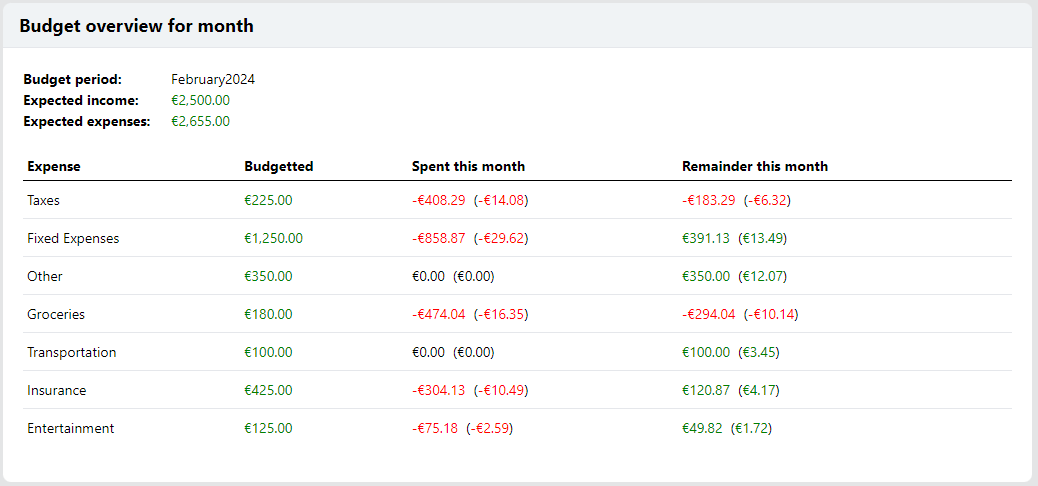 Budget overview for month
Budget period: February2024
Expected income: €2,500.00
Expected expenses: €2,655.00
Expense Budgetted Spent this month Remainder this month
Taxes €225.00 -€408.29 (-€14.08) -€183.29 (-€6.32)
Fixed Expenses €1,250.00 -€858.87 (-€29.62) €391.13 (€13.49)
Other €350.00 €0.00 (€0.00) €350.00 (€12.07)
Groceries €180.00 -€474.04 (-€16.35) -€294.04 (-€10.14)
Transportation €100.00 €0.00 (€0.00) €100.00 (€3.45)
Insurance €425.00 -€304.13 (-€10.49) €120.87 (€4.17)
Entertainment €125.00 -€75.18 (-€2.59) €49.82 (€1.72)